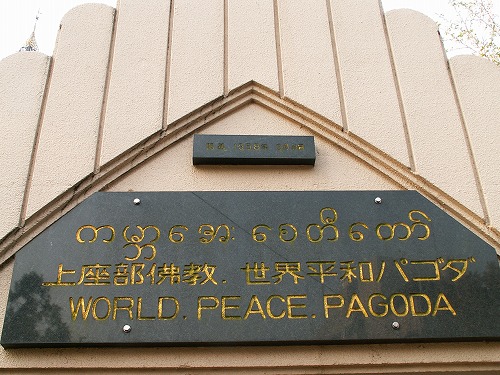 ကမ္ဘာအေး စေတီတော်
上座部佛教．世界平和パゴダ
WORLD. PEACE. PAGODA